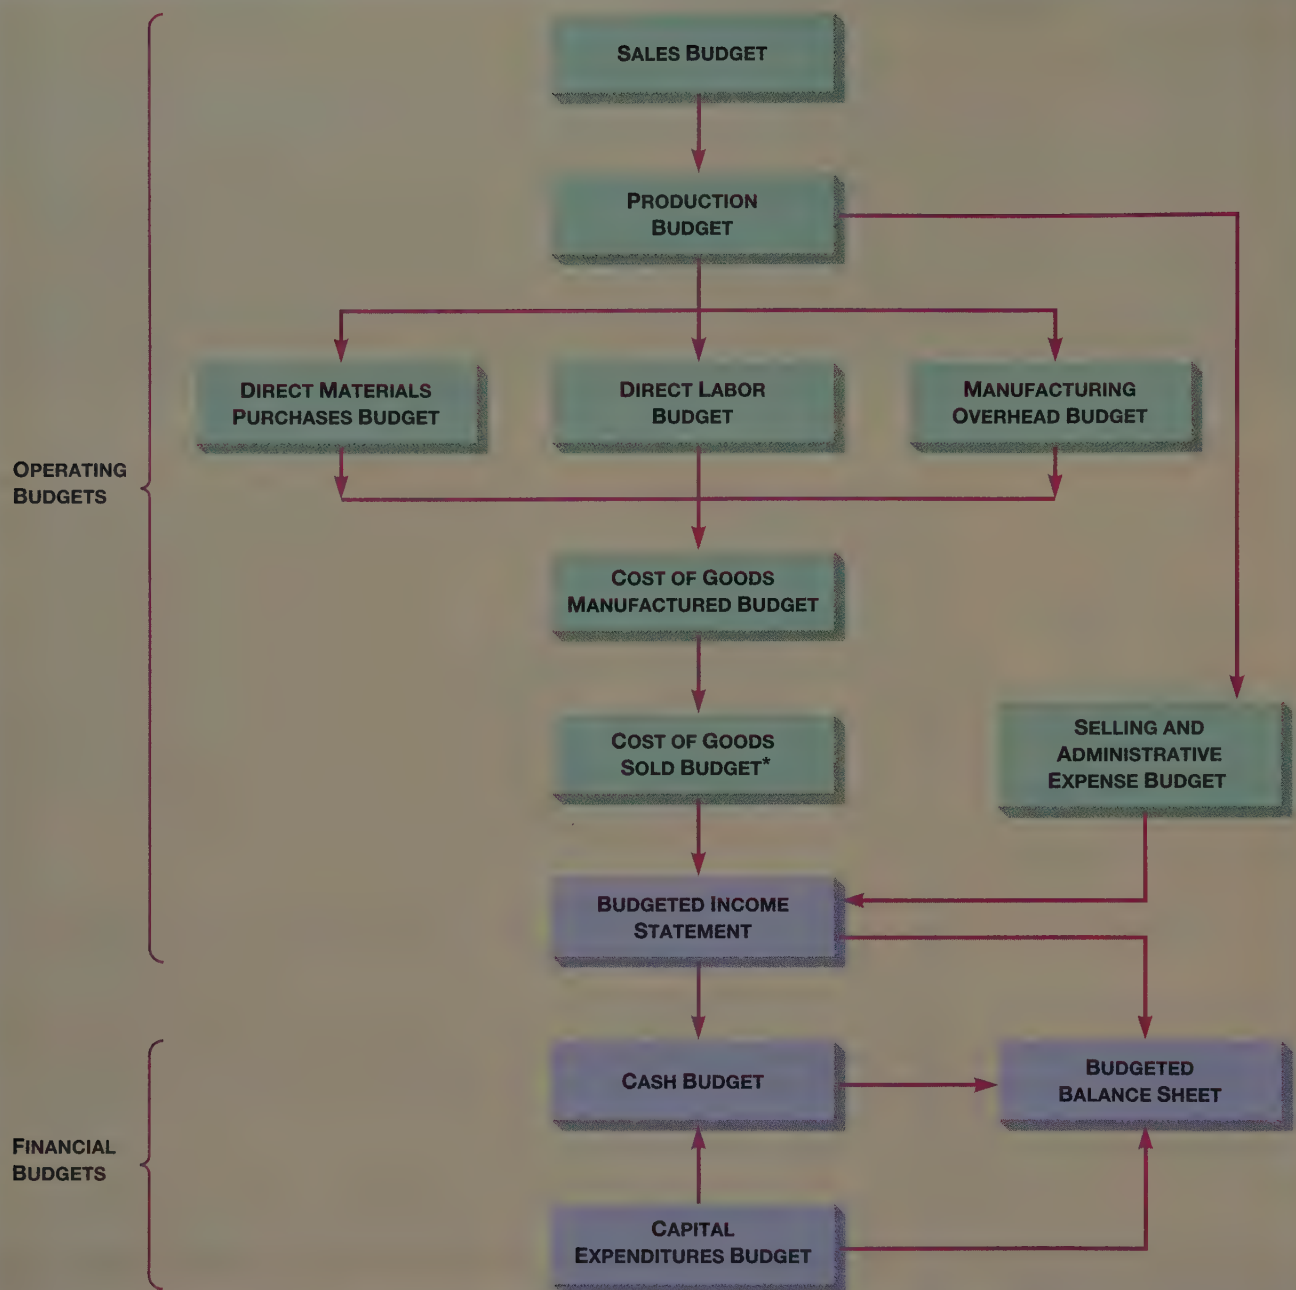 SALES BUDGET
PRODUCTION
BUDGET
DIRECT MATERIALS
PURCHASES BUDGET
DIRECT LABOR
BUDGET
MANUFACTURING
OVERHEAD BUDGET
OPERATING
BUDGETS
COST OF GOODS
MANUFACTURED BUDGET
COST OF GOODS
SOLD BUDGET*
SELLING AND
ADMINISTRATIVE
EXPENSE BUDGET
BUDGETED INCOME
STATEMENT
CASH BUDGET
BUDGETED
BALANCE SHEET
FINANCIAL
BUDGETS
CAPITAL
EXPENDITURES BUDGET